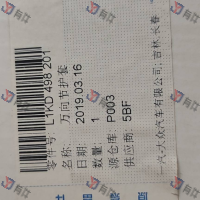 零件号 L1KD 498 201
名称: 万向节护套
日期: 2019.03.16
数量: 1
源仓库: P003
供应商: 5BF
一汽-大众汽车有限公司; 吉林.长春